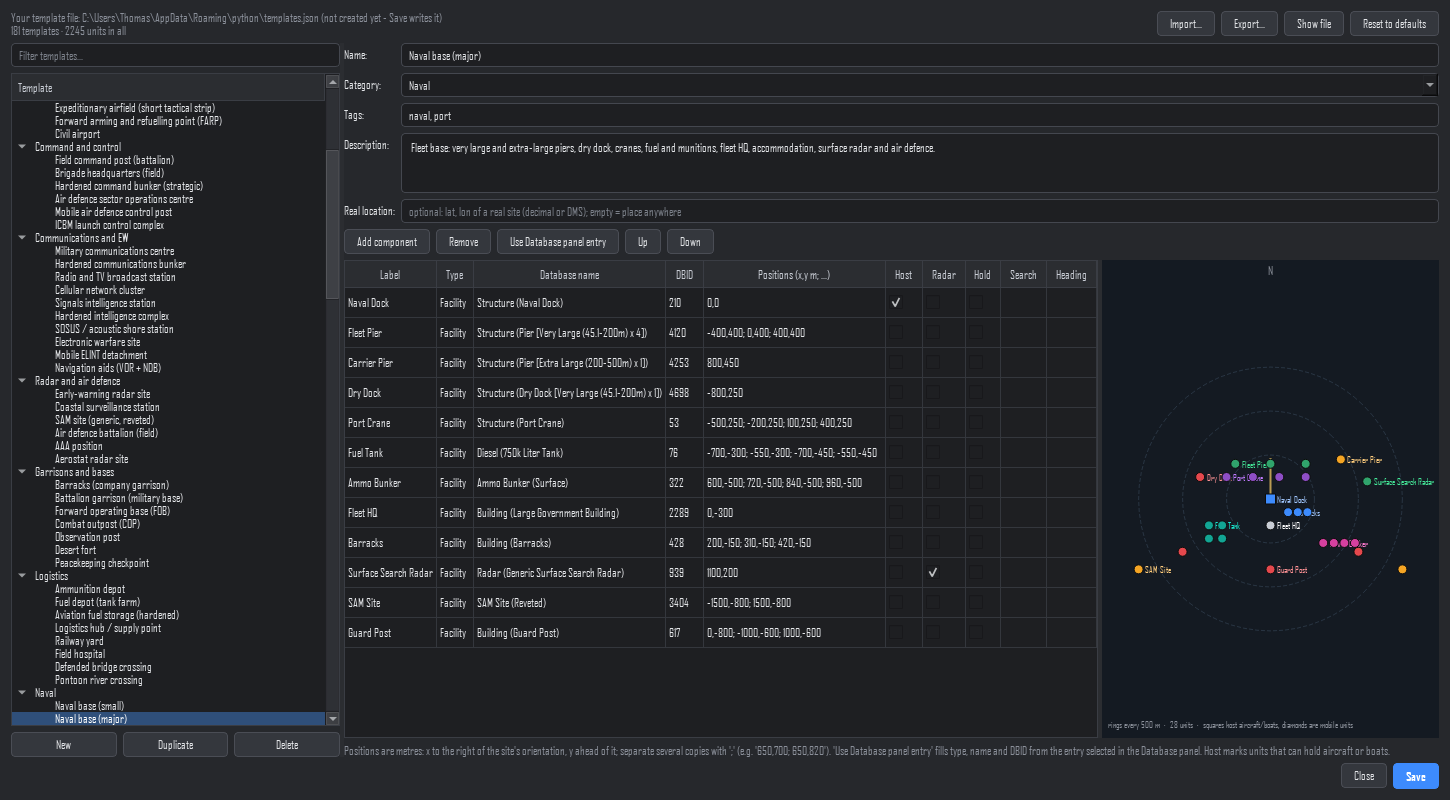 Your template file: C:\Users\Thomas\AppData\Roaming\python\templates.json (not created yet - Save writes it)
181 templates · 2245 units in all
Import...
Export...
Show file
Reset to defaults
Filter templates...
Template
Expeditionary airfield (short tactical strip)
Forward arming and refuelling point (FARP)
Civil airport
Command and control
Field command post (battalion)
Brigade headquarters (field)
Hardened command bunker (strategic)
Air defence sector operations centre
Mobile air defence control post
ICBM launch control complex
Communications and EW
Military communications centre
Hardened communications bunker
Radio and TV broadcast station
Cellular network cluster
Signals intelligence station
Hardened intelligence complex
SOSUS / acoustic shore station
Electronic warfare site
Mobile ELINT detachment
Navigation aids (VOR + NDB)
Radar and air defence
Early-warning radar site
Coastal surveillance station
SAM site (generic, reveted)
Air defence battalion (field)
AAA position
Aerostat radar site
Garrisons and bases
Barracks (company garrison)
Battalion garrison (military base)
Forward operating base (FOB)
Combat outpost (COP)
Observation post
Desert fort
Peacekeeping checkpoint
Logistics
Ammunition depot
Fuel depot (tank farm)
Aviation fuel storage (hardened)
Logistics hub / supply point
Railway yard
Field hospital
Defended bridge crossing
Pontoon river crossing
Naval
Naval base (small)
Naval base (major)
New
Duplicate
Delete
Name: Naval base (major)
Category: Naval
Tags: naval, port
Description: Fleet base: very large and extra-large piers, dry dock, cranes, fuel and munitions, fleet HQ, accommodation, surface radar and air defence.
Real location: optional: lat, lon of a real site (decimal or DMS); empty = place anywhere
Add component
Remove
Use Database panel entry
Up
Down
Label Type Database name DBID Positions (x,y m; ...) Host Radar Hold Search Heading
Naval Dock Facility Structure (Naval Dock) 210 0,0 ✓
Fleet Pier Facility Structure (Pier [Very Large (45.1-200m) x 4]) 4120 -400,400; 0,400; 400,400
Carrier Pier Facility Structure (Pier [Extra Large (200-500m) x 1]) 4253 800,450
Dry Dock Facility Structure (Dry Dock [Very Large (45.1-200m) x 1]) 4698 -800,250
Port Crane Facility Structure (Port Crane) 53 -500,250; -200,250; 100,250; 400,250
Fuel Tank Facility Diesel (750k Liter Tank) 76 -700,-300; -550,-300; -700,-450; -550,-450
Ammo Bunker Facility Ammo Bunker (Surface) 322 600,-500; 720,-500; 840,-500; 960,-500
Fleet HQ Facility Building (Large Government Building) 2289 0,-300
Barracks Facility Building (Barracks) 428 200,-150; 310,-150; 420,-150
Surface Search Radar Facility Radar (Generic Surface Search Radar) 939 1100,200 ✓
SAM Site Facility SAM Site (Reveted) 3404 -1500,-800; 1500,-800
Guard Post Facility Building (Guard Post) 617 0,-800; -1000,-600; 1000,-600
N
Fleet Pie
Carrier Pier
Dry
Port
Surface Search Radar
Naval Dock
Tank
Fleet HQ
SAM Site
Guard Post
rings every 500 m · 28 units · squares host aircraft/boats, diamonds are mobile units
Positions are metres: x to the right of the site's orientation, y ahead of it; separate several copies with ';' (e.g. '650,700; 650,820'). 'Use Database panel entry' fills type, name and DBID from the entry selected in the Database panel. Host marks units that can hold aircraft or boats.
Close
Save